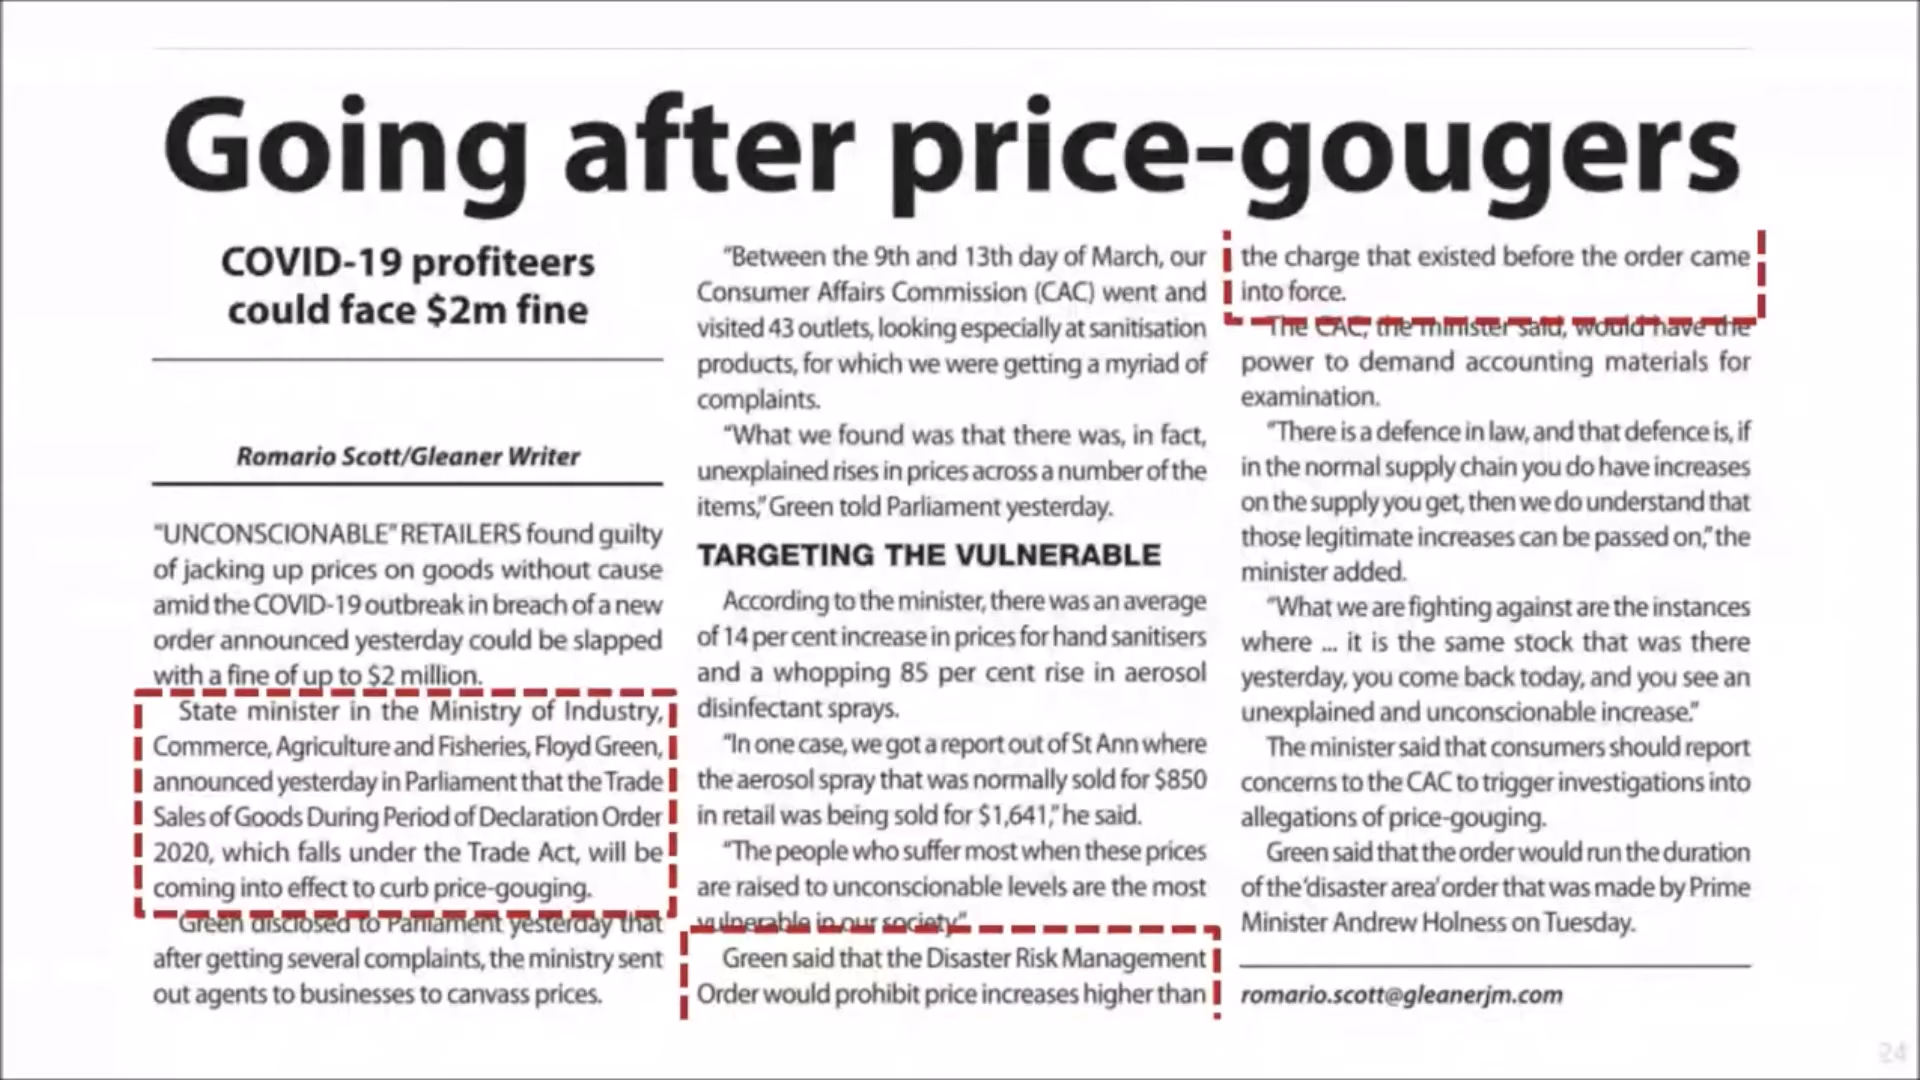 Going after price-gougers
COVID-19 profiteers
could face $2m fine
Romario Scott/Gleaner Writer
“UNCONSCIONABLE” RETAILERS found guilty
of jacking up prices on goods without cause
amid the COVID-19 outbreak in breach of a new
order announced yesterday could be slapped
with a fine of up to $2 million.
State minister in the Ministry of Industry,
Commerce, Agriculture and Fisheries, Floyd Green,
announced yesterday in Parliament that the Trade
Sales of Goods During Period of Declaration Order
2020, which falls under the Trade Act, will be
coming into effect to curb price-gouging.
Green disclosed to Parliament yesterday that
after getting several complaints, the ministry sent
out agents to businesses to canvass prices.
“Between the 9th and 13th day of March, our
Consumer Affairs Commission (CAC) went and
visited 43 outlets, looking especially at sanitisation
products, for which we were getting a myriad of
complaints.
“What we found was that there was, in fact,
unexplained rises in prices across a number of the
items,” Green told Parliament yesterday.
TARGETING THE VULNERABLE
According to the minister, there was an average
of 14 per cent increase in prices for hand sanitisers
and a whopping 85 per cent rise in aerosol
disinfectant sprays.
“In one case, we got a report out of St Ann where
the aerosol spray that was normally sold for $850
in retail was being sold for $1,641,” he said.
“The people who suffer most when these prices
are raised to unconscionable levels are the most
vulnerable in our society.”
Green said that the Disaster Risk Management
Order would prohibit price increases higher than
the charge that existed before the order came
into force.
The CAC, the minister said, would have the
power to demand accounting materials for
examination.
“There is a defence in law, and that defence is, if
in the normal supply chain you do have increases
on the supply you get, then we do understand that
those legitimate increases can be passed on,” the
minister added.
“What we are fighting against are the instances
where ... it is the same stock that was there
yesterday, you come back today, and you see an
unexplained and unconscionable increase.”
The minister said that consumers should report
concerns to the CAC to trigger investigations into
allegations of price-gouging.
Green said that the order would run the duration
of the ‘disaster area’ order that was made by Prime
Minister Andrew Holness on Tuesday.
romario.scott@gleanerjm.com
24